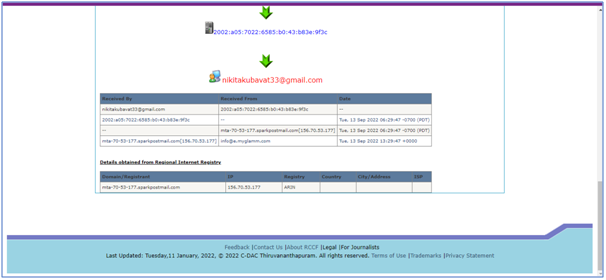 2002:a05:7022:6585:b0:43:b83e:9f3c
nikitakubavat33@gmail.com
Received By Received From Date
nikitakubavat33@gmail.com 2002:a05:7022:6585:b0:43:b83e:9f3c ---
2002:a05:7022:6585:b0:43:b83e:9f3c --- Tue, 13 Sep 2022 06:29:47 -0700 (PDT)
--- mta-70-53-177.sparkpostmail.com[156.70.53.177] Tue, 13 Sep 2022 06:29:47 -0700 (PDT)
mta-70-53-177.sparkpostmail.com[156.70.53.177] info@e.myglamm.com Tue, 13 Sep 2022 13:29:47 +0000
Details obtained from Regional Internet Registry
Domain/Registrant IP Registry Country City/Address ISP
mta-70-53-177.sparkpostmail.com 156.70.53.177 ARIN
Feedback |Contact Us |About RCCF |Legal |For Journalists
Last Updated: Tuesday,11 January, 2022, © 2022 C-DAC Thiruvananthapuram. All rights reserved. Terms of Use |Trademarks |Privacy Statement